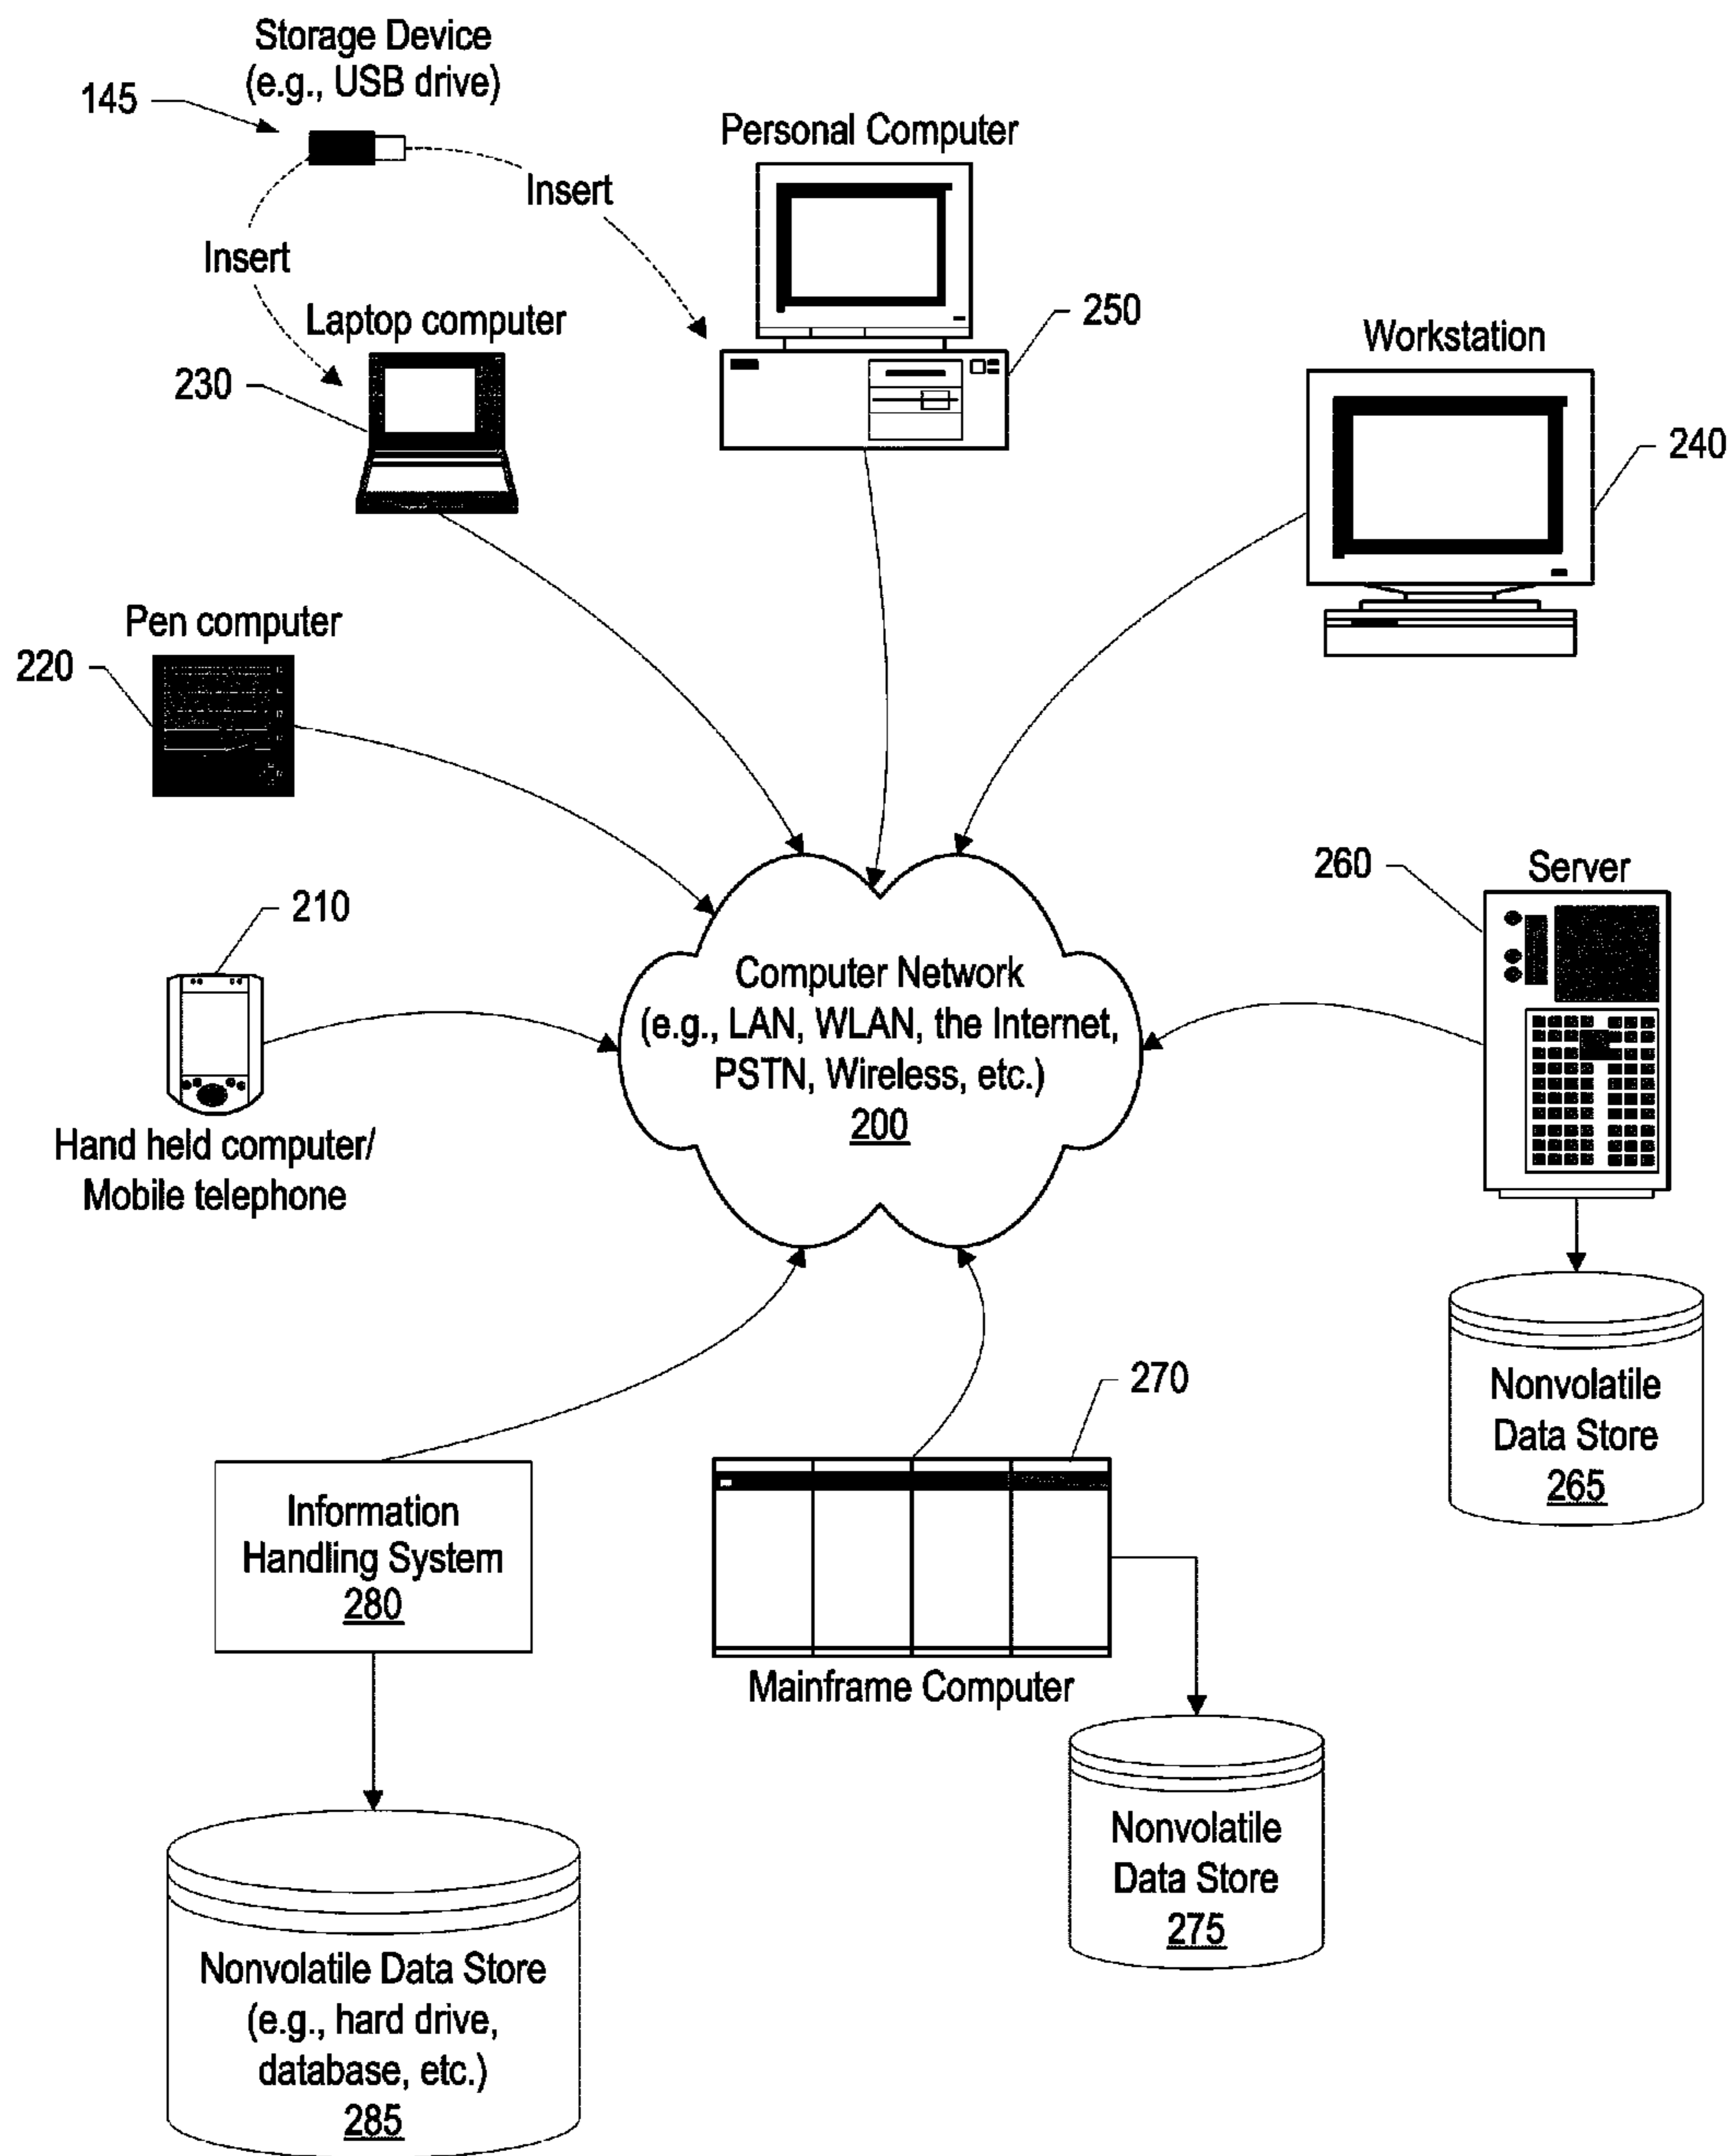 Storage Device
(e.g., USB drive)
145
Insert
Insert
Personal Computer
250
Laptop computer
230
Workstation
240
Pen computer
220
210
Hand held computer/
Mobile telephone
Computer Network
(e.g., LAN, WLAN, the Internet,
PSTN, Wireless, etc.)
200
260
Server
Nonvolatile
Data Store
265
270
Mainframe Computer
Information
Handling System
280
Nonvolatile
Data Store
275
Nonvolatile Data Store
(e.g., hard drive,
database, etc.)
285